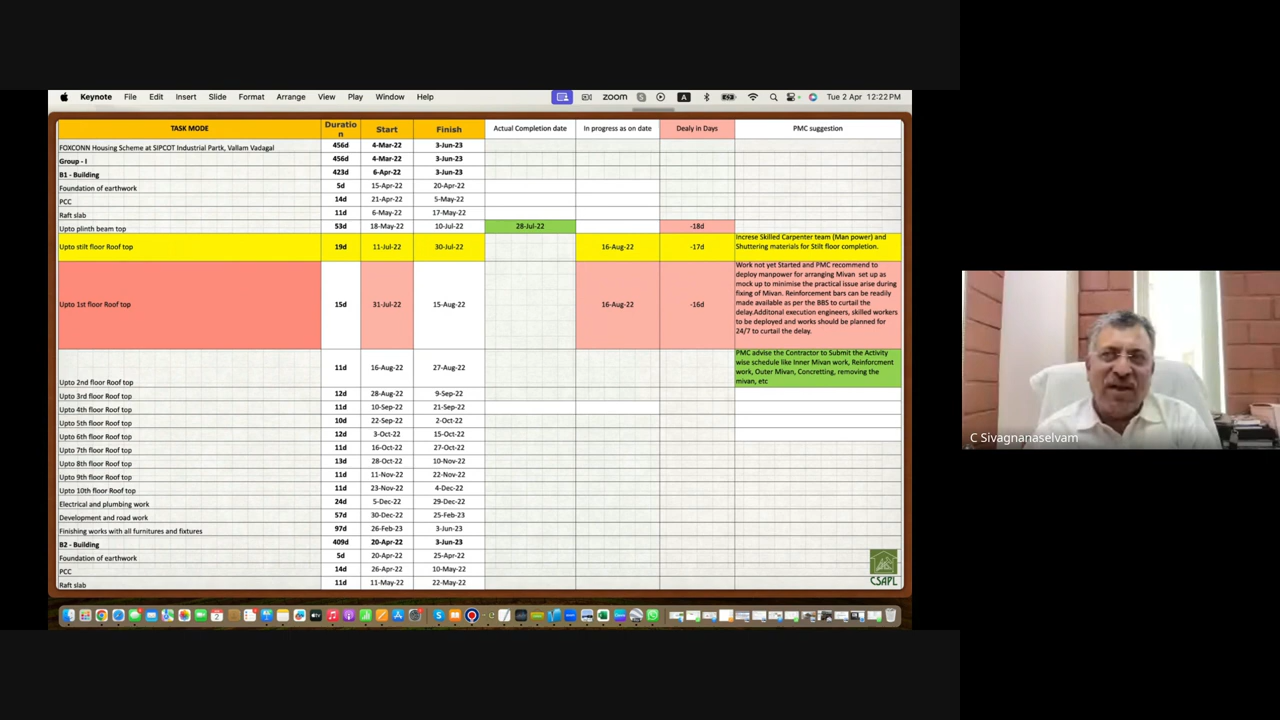 Keynote File Edit Insert Slide Format Arrange View Play Window Help zoom A Tue 2 Apr 12:22PM
TASK MODE Duratio n Start Finish Actual Completion date In progress as on date Dealy in Days PMC suggestion
FOXCONN Housing Scheme at SIPCOT Industrial Partk, Vallam Vadagal 456d 4-Mar-22 3-Jun-23
Group - I 456d 4-Mar-22 3-Jun-23
B1 - Building 423d 6-Apr-22 3-Jun-23
Foundation of earthwork 5d 15-Apr-22 20-Apr-22
PCC 14d 21-Apr-22 5-May-22
Raft slab 11d 6-May-22 17-May-22
Upto plinth beam top 53d 18-May-22 10-Jul-22 28-Jul-22 -18d
Upto stilt floor Roof top 19d 11-Jul-22 30-Jul-22 16-Aug-22 -17d
Increse Skilled Carpenter team (Man power) and
Shuttering materials for Stilt floor completion.
Upto 1st floor Roof top 15d 31-Jul-22 15-Aug-22 16-Aug-22 -16d
Work not yet Started and PMC recommend to
deploy manpower for arranging Mivan set up as
mock up to minimise the practical issue arise during
fixing of Mivan. Reinforcement bars can be readily
made available as per the BBS to curtail the
delay.Additonal execution engineers, skilled workers
to be deployed and works should be planned for
24/7 to curtail the delay.
Upto 2nd floor Roof top 11d 16-Aug-22 27-Aug-22
PMC advise the Contractor to Submit the Activity
wise schedule like Inner Mivan work, Reinforcment
work, Outer Mivan, Concretting, removing the
mivan, etc
Upto 3rd floor Roof top 12d 28-Aug-22 9-Sep-22
Upto 4th floor Roof top 11d 10-Sep-22 21-Sep-22
Upto 5th floor Roof top 10d 22-Sep-22 2-Oct-22
Upto 6th floor Roof top 12d 3-Oct-22 15-Oct-22
Upto 7th floor Roof top 11d 16-Oct-22 27-Oct-22
Upto 8th floor Roof top 13d 28-Oct-22 10-Nov-22
Upto 9th floor Roof top 11d 11-Nov-22 22-Nov-22
Upto 10th floor Roof top 11d 23-Nov-22 4-Dec-22
Electrical and plumbing work 24d 5-Dec-22 29-Dec-22
Development and road work 57d 30-Dec-22 25-Feb-23
Finishing works with all furnitures and fixtures 97d 26-Feb-23 3-Jun-23
B2 - Building 409d 20-Apr-22 3-Jun-23
Foundation of earthwork 5d 20-Apr-22 25-Apr-22
PCC 14d 26-Apr-22 10-May-22
Raft slab 11d 11-May-22 22-May-22
CSAPL
C Sivagnanaselvam